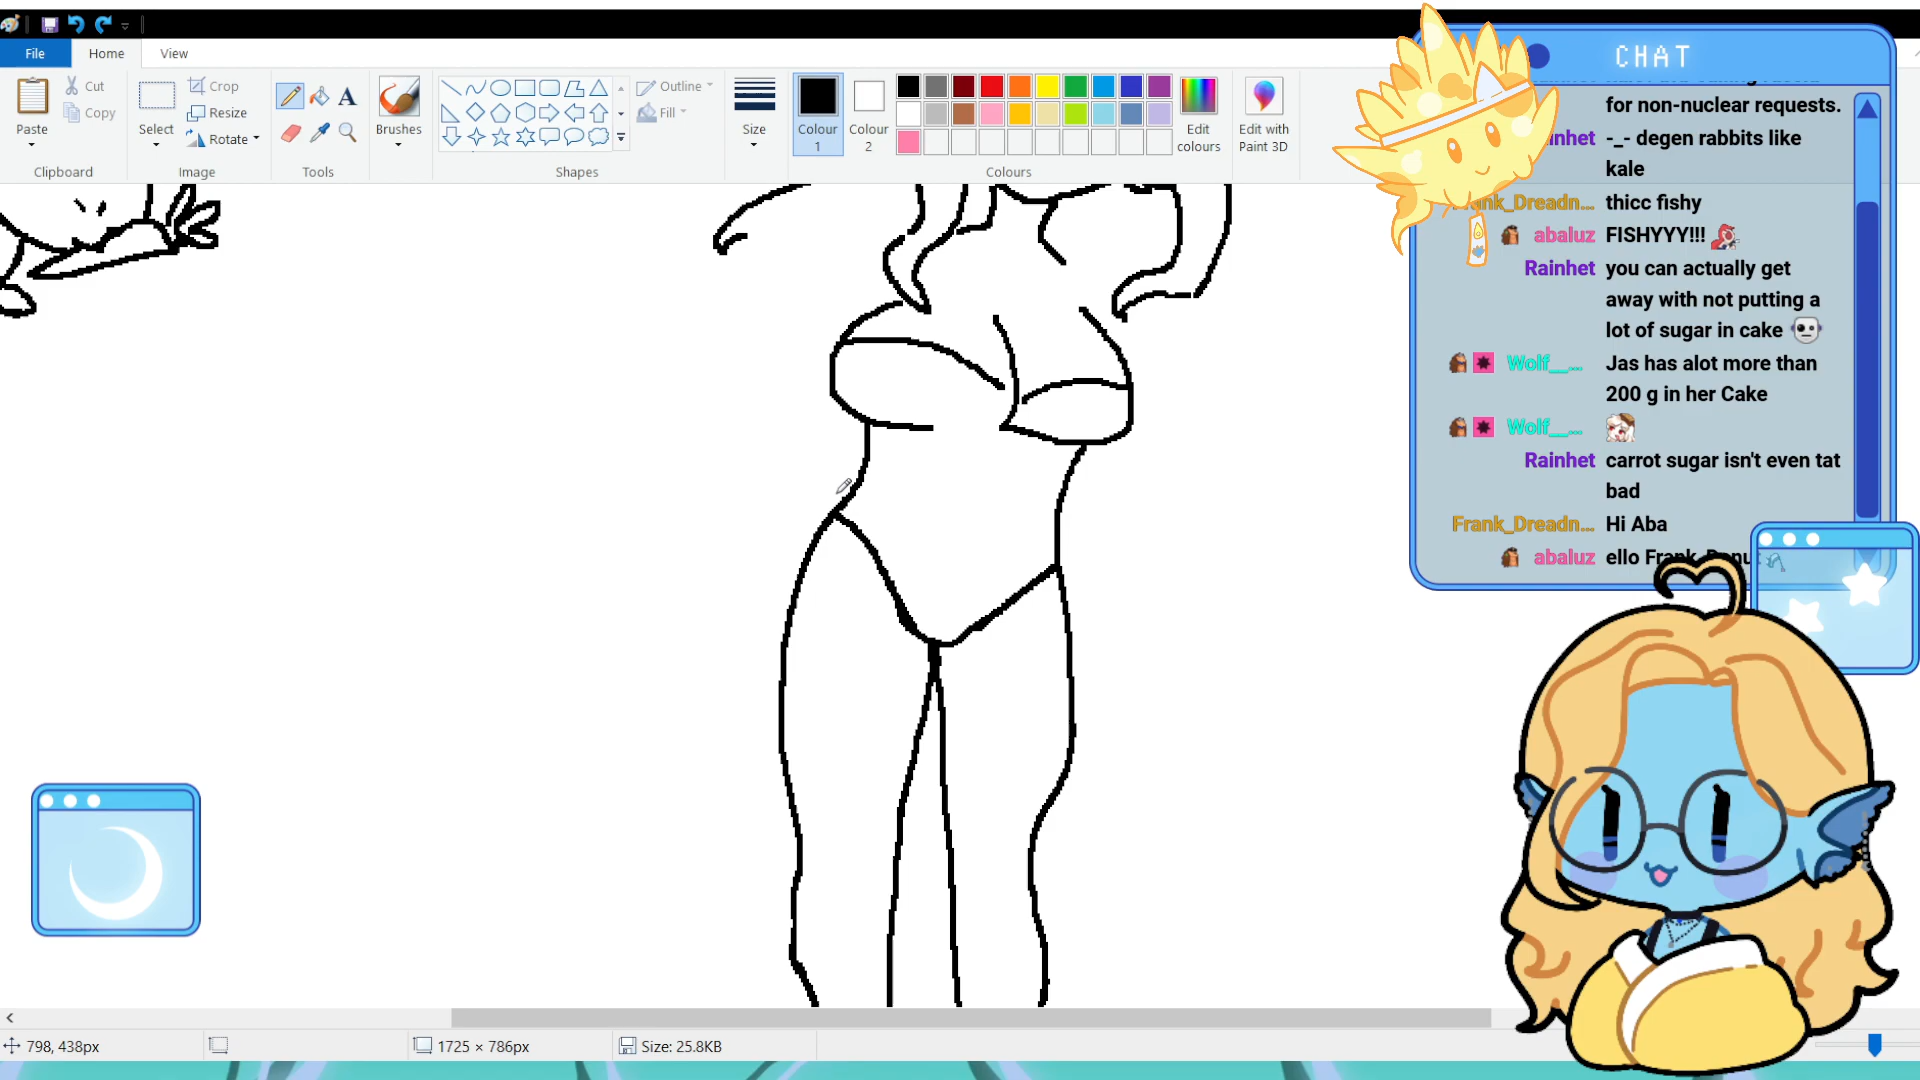 File
Home
View
Paste
Cut
Copy
Clipboard
Select
Crop
Resize
Rotate
Image
A
Tools
Brushes
Shapes
Outline
Fill
Size
Colour
1
Colour
2
Edit
colours
Edit with
Paint 3D
Colours
CHAT
for non-nuclear requests.
-_- degen rabbits like
kale
thicc fishy
abaluz FISHYYY!!!
Rainhet you can actually get
away with not putting a
lot of sugar in cake
Wolf__... Jas has alot more than
200 g in her Cake
Wolf__...
Rainhet carrot sugar isn't even tat
bad
Frank_Dreadn... Hi Aba
abaluz ello Frank
798, 438px
1725 × 786px
Size: 25.8KB